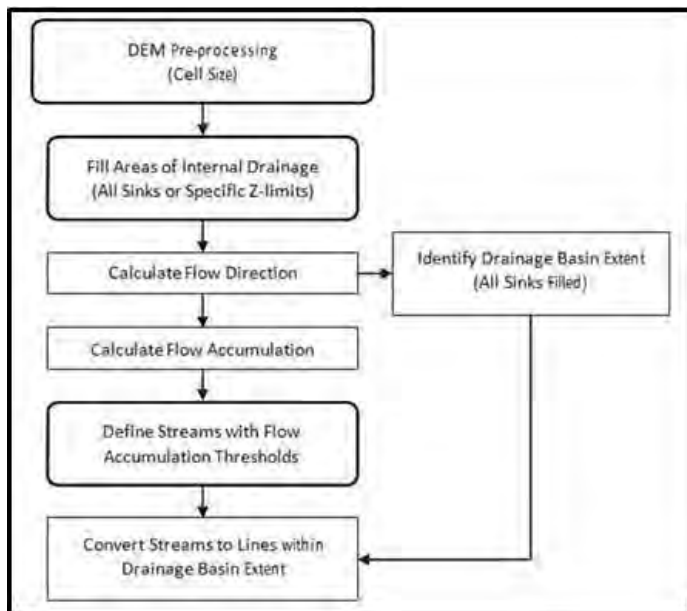 DEM Pre-processing
(Cell Size)
Fill Areas of Internal Drainage
(All Sinks or Specific Z-limits)
Calculate Flow Direction
Identify Drainage Basin Extent
(All Sinks Filled)
Calculate Flow Accumulation
Define Streams with Flow
Accumulation Thresholds
Convert Streams to Lines within
Drainage Basin Extent